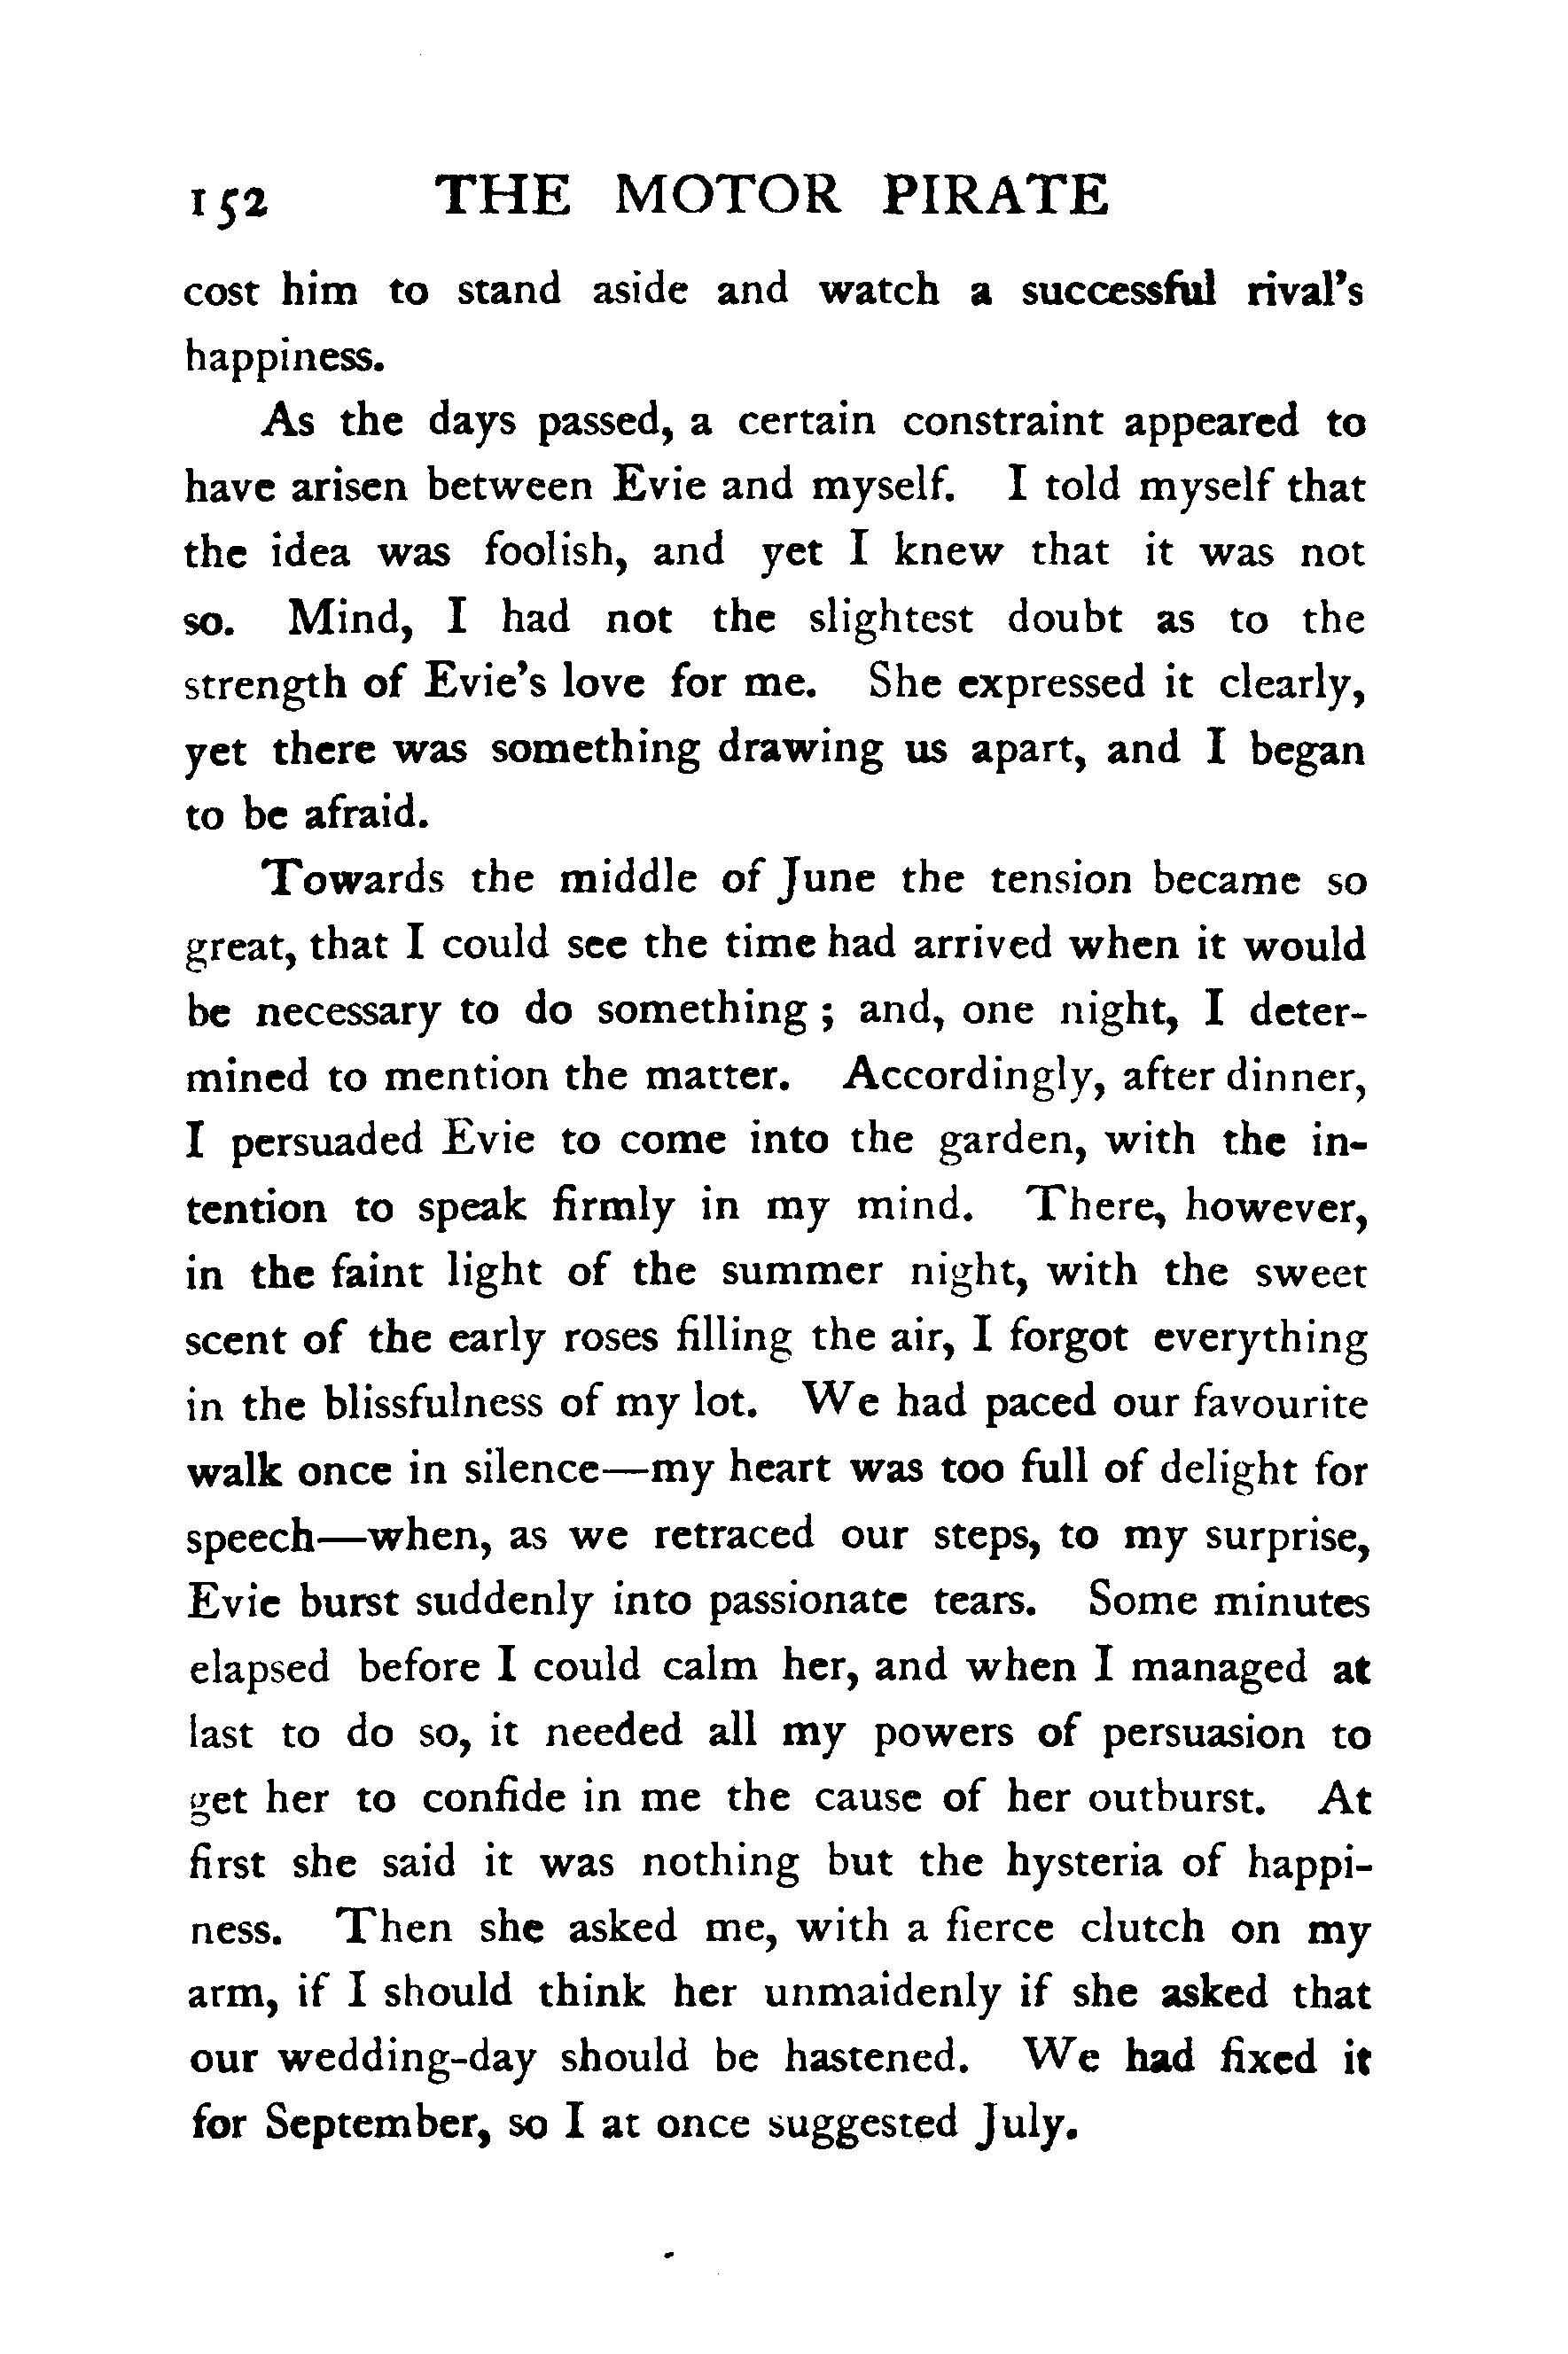 152 THE MOTOR PIRATE
cost him to stand aside and watch a successful rival's
happiness.
As the days passed, a certain constraint appeared to
have arisen between Evie and myself. I told myself that
the idea was foolish, and yet I knew that it was not
so. Mind, I had not the slightest doubt as to the
strength of Evie's love for me. She expressed it clearly,
yet there was something drawing us apart, and I began
to be afraid.
Towards the middle of June the tension became so
great, that I could see the time had arrived when it would
be necessary to do something ; and, one night, I deter-
mined to mention the matter. Accordingly, after dinner,
I persuaded Evie to come into the garden, with the in-
tention to speak firmly in my mind. There, however,
in the faint light of the summer night, with the sweet
scent of the early roses filling the air, I forgot everything
in the blissfulness of my lot. We had paced our favourite
walk once in silence—my heart was too full of delight for
speech—when, as we retraced our steps, to my surprise,
Evie burst suddenly into passionate tears. Some minutes
elapsed before I could calm her, and when I managed at
last to do so, it needed all my powers of persuasion to
get her to confide in me the cause of her outburst. At
first she said it was nothing but the hysteria of happi-
ness. Then she asked me, with a fierce clutch on my
arm, if I should think her unmaidenly if she asked that
our wedding-day should be hastened. We had fixed it
for September, so I at once suggested July.